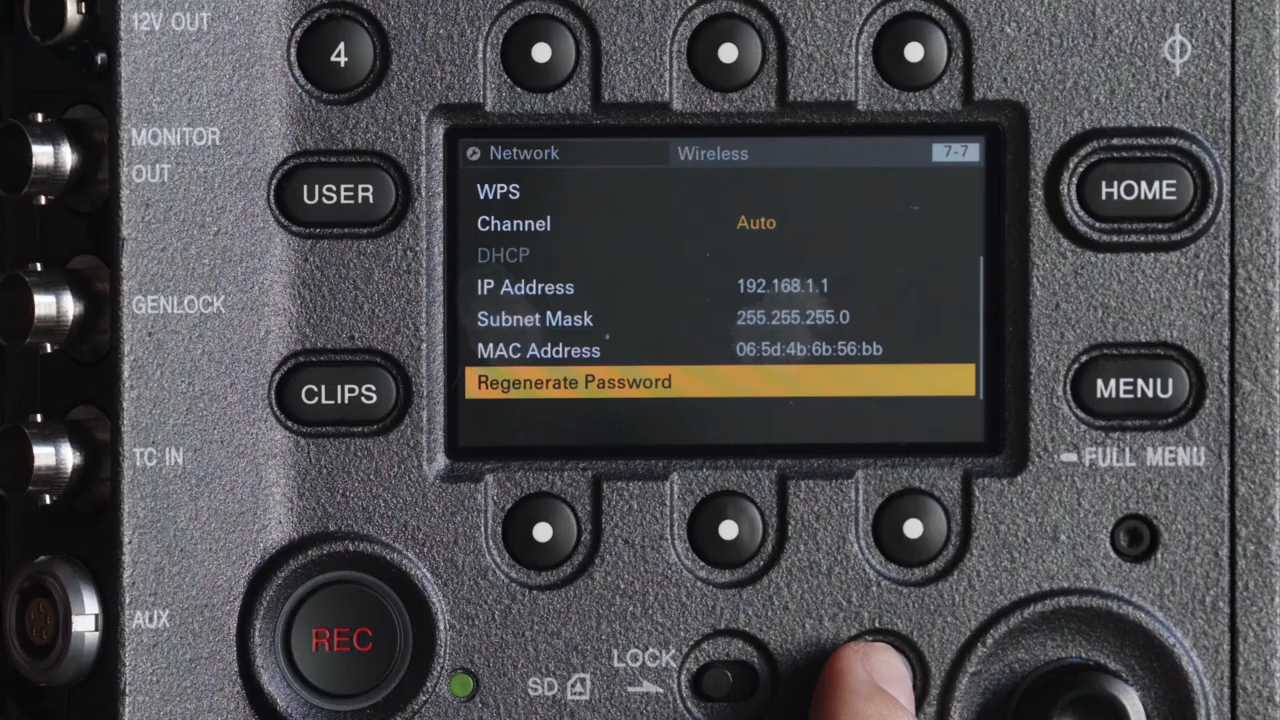 12V OUT
4
MONITOR
OUT
USER
GENLOCK
CLIPS
TC IN
AUX
REC
Network Wireless 7-7
WPS
Channel Auto
DHCP
IP Address 192.168.1.1
Subnet Mask 255.255.255.0
MAC Address 06:5d:4b:6b:56:bb
Regenerate Password
HOME
MENU
FULL MENU
LOCK
SD